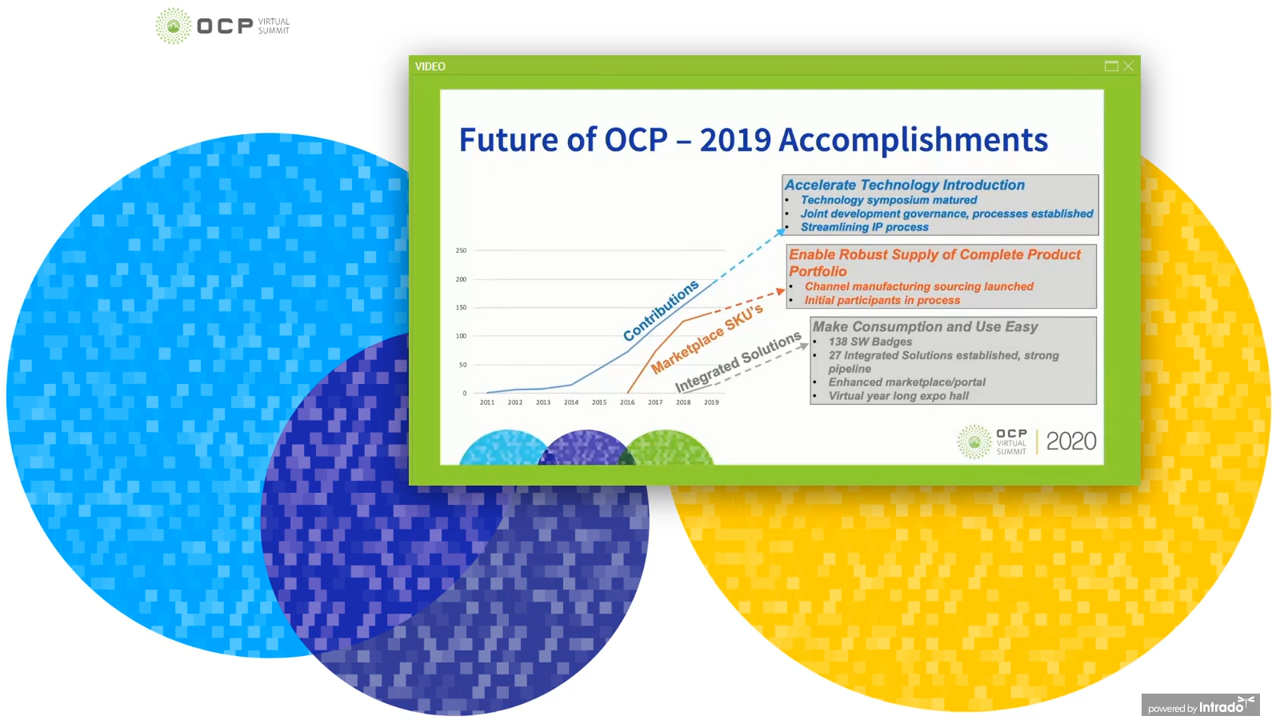 OCP VIRTUAL
SUMMIT
VIDEO
Future of OCP – 2019 Accomplishments
Accelerate Technology Introduction
• Technology symposium matured
• Joint development governance, processes established
• Streamlining IP process
Enable Robust Supply of Complete Product
Portfolio
• Channel manufacturing sourcing launched
• Initial participants in process
Make Consumption and Use Easy
• 138 SW Badges
• 27 Integrated Solutions established, strong
pipeline
• Enhanced marketplace/portal
• Virtual year long expo hall
250
200
150
100
50
0
Contributions
Marketplace SKU's
Integrated Solutions
2011 2012 2013 2014 2015 2016 2017 2018 2019
OCP
VIRTUAL
SUMMIT
2020
powered by Intrado